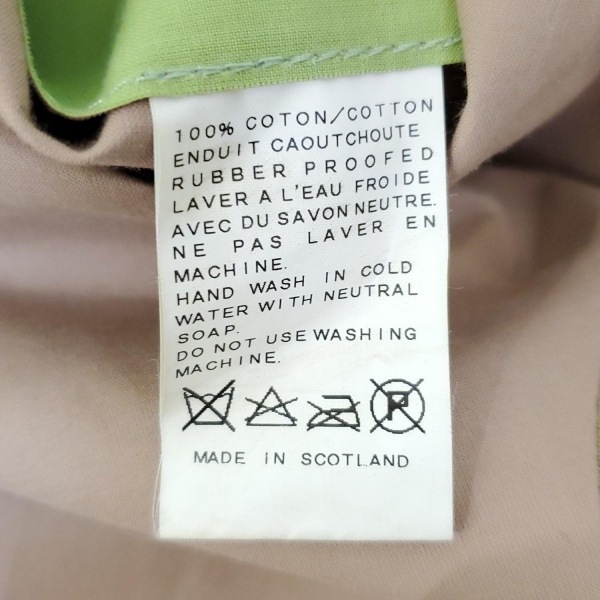 100% COTON/COTTON
ENDUIT CAOUTCHOUTE
RUBBER PROOFED
LAVER A L'EAU FROIDE
AVEC DU SAVON NEUTRE.
NE PAS LAVER EN
MACHINE.
HAND WASH IN COLD
WATER WITH NEUTRAL
SOAP.
DO NOT USE WASHING
MACHINE.
P
MADE IN SCOTLAND